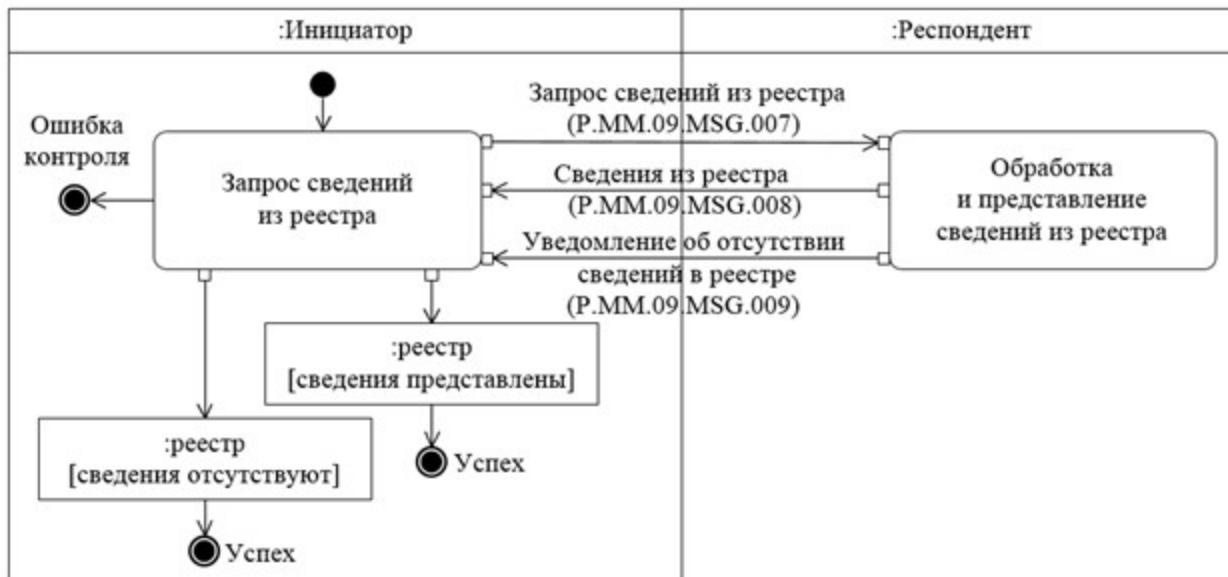 :Инициатор
:Респондент
Ошибка
контроля
Запрос сведений
из реестра
Запрос сведений из реестра
(P.MM.09.MSG.007)
Сведения из реестра
(P.MM.09.MSG.008)
Уведомление об отсутствии
сведений в реестре
(P.MM.09.MSG.009)
Обработка
и представление
сведений из реестра
:реестр
[сведения представлены]
Успех
:реестр
[сведения отсутствуют]
Успех